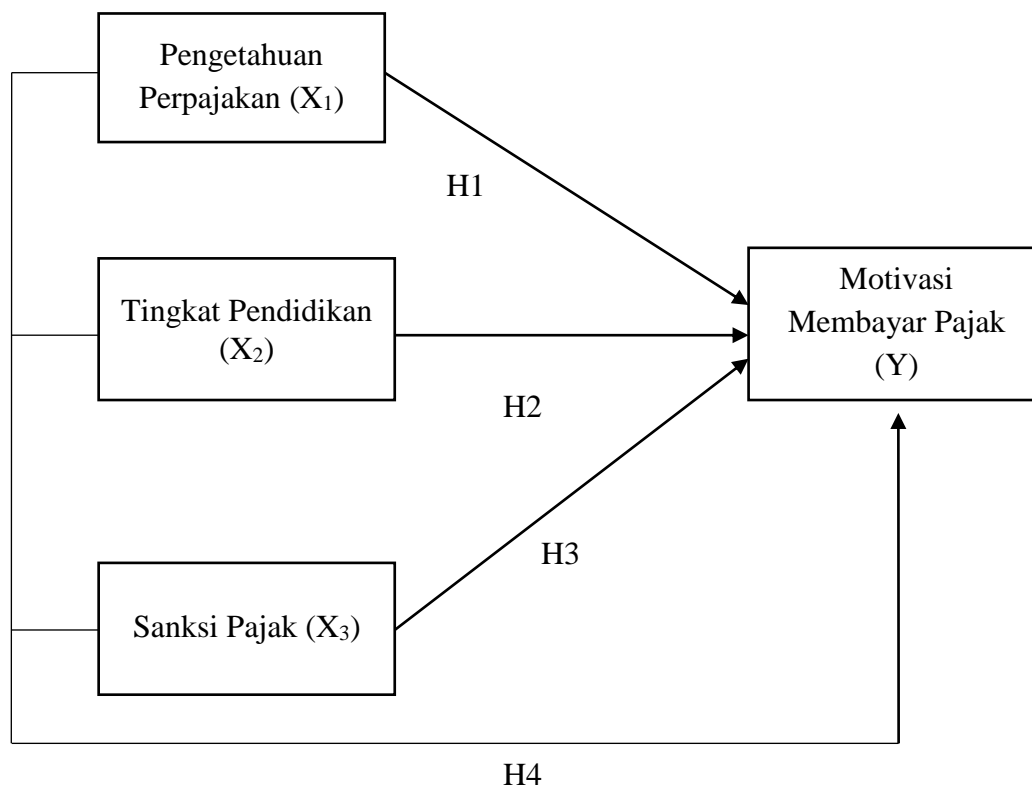 Pengetahuan
Perpajakan (X₁)
H1
Tingkat Pendidikan
(X₂)
Motivasi
Membayar Pajak
(Y)
H2
H3
Sanksi Pajak (X₃)
H4